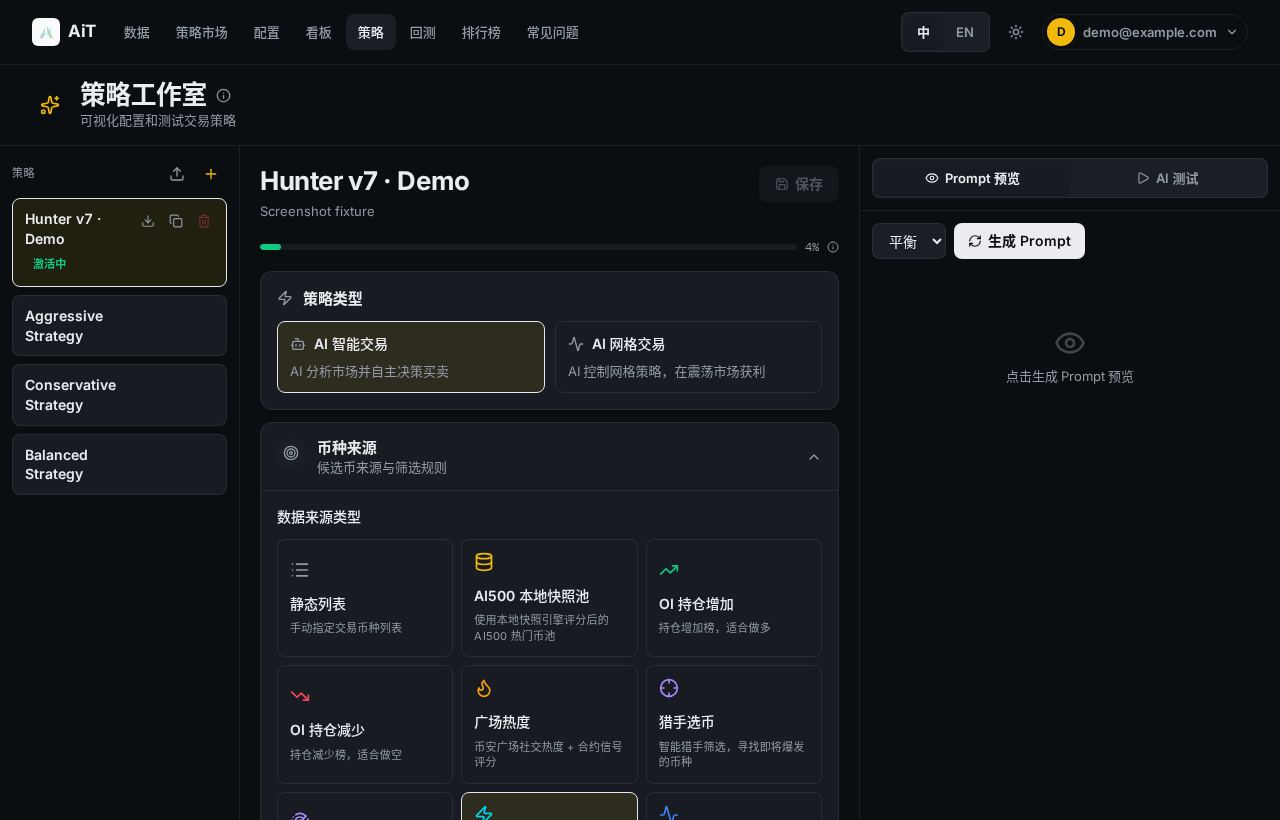 AiT
数据
策略市场
配置
看板
策略
回测
排行榜
常见问题
中
EN
D
demo@example.com
策略工作室
可视化配置和测试交易策略
策略
Hunter v7 ·
Demo
激活中
Aggressive
Strategy
Conservative
Strategy
Balanced
Strategy
Hunter v7 · Demo
Screenshot fixture
保存
4%
策略类型
AI 智能交易
AI 分析市场并自主决策买卖
AI 网格交易
AI 控制网格策略，在震荡市场获利
币种来源
候选币来源与筛选规则
数据来源类型
静态列表
手动指定交易币种列表
AI500 本地快照池
使用本地快照引擎评分后的
AI500 热门币池
OI 持仓增加
持仓增加榜，适合做多
OI 持仓减少
持仓减少榜，适合做空
广场热度
币安广场社交热度 + 合约信号
评分
猎手选币
智能猎手筛选，寻找即将爆发
的币种
Prompt 预览
AI 测试
平衡
生成 Prompt
点击生成 Prompt 预览